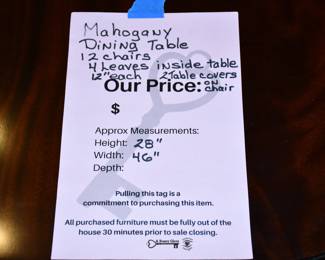 Mahogany
Dining Table
12 chairs
4 Leaves inside table
12" each 2 Table covers
Our Price: on
chair
$
Approx Measurements:
Height: 28"
Width: 46"
Depth:
Pulling this tag is a
commitment to purchasing this item.
All purchased furniture must be fully out of the
house 30 minutes prior to sale closing.